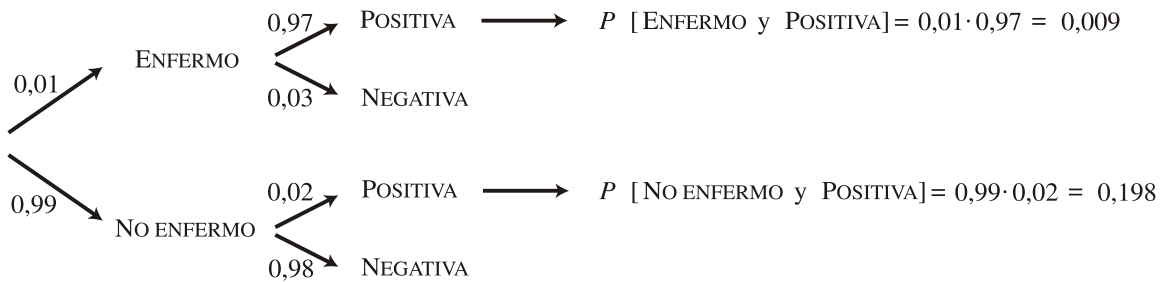 0,97 POSITIVA P [ENFERMO y POSITIVA] = 0,01·0,97 = 0,009
ENFERMO
0,01
0,03 NEGATIVA
0,99
0,02 POSITIVA P [NO ENFERMO y POSITIVA] = 0,99·0,02 = 0,198
NO ENFERMO
0,98 NEGATIVA